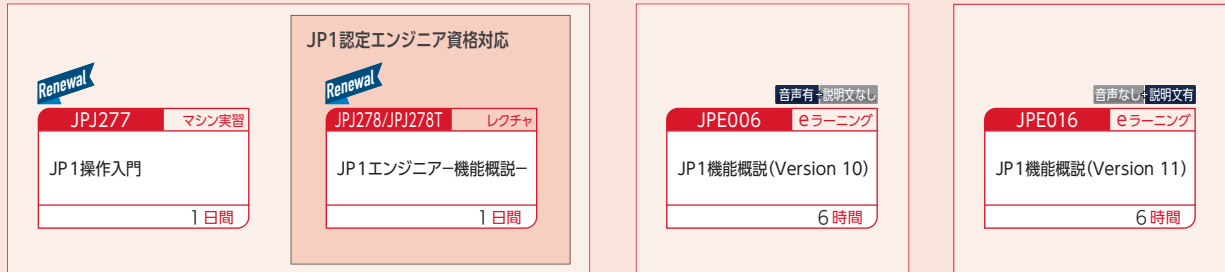 JP1認定エンジニア資格対応
Renewal
JPJ277 マシン実習
JP1操作入門
1日間
Renewal
JPJ278/JPJ278T レクチャ
JP1エンジニアー機能概説ー
1日間
音声有+説明文なし
JPE006 eラーニング
JP1機能概説(Version 10)
6時間
音声なし+説明文有
JPE016 eラーニング
JP1機能概説(Version 11)
6時間